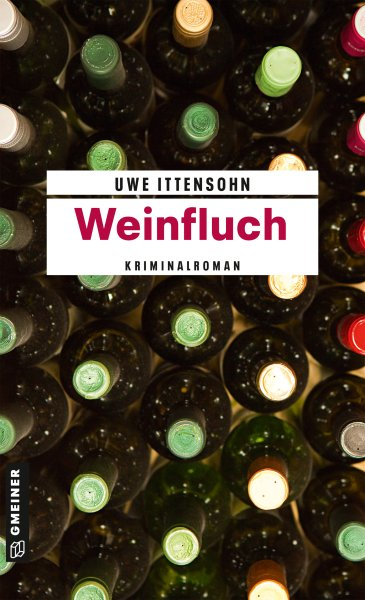 UWE ITTENSOHN
Weinfluch
KRIMINALROMAN
GMEINER